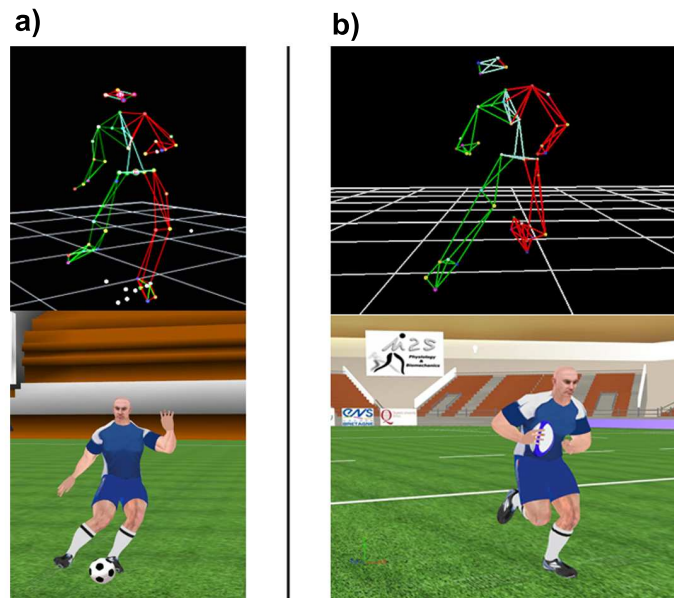 a)
b)
M2S
Physiology
&
Biomechanics
ens
BRETAGNE
Q